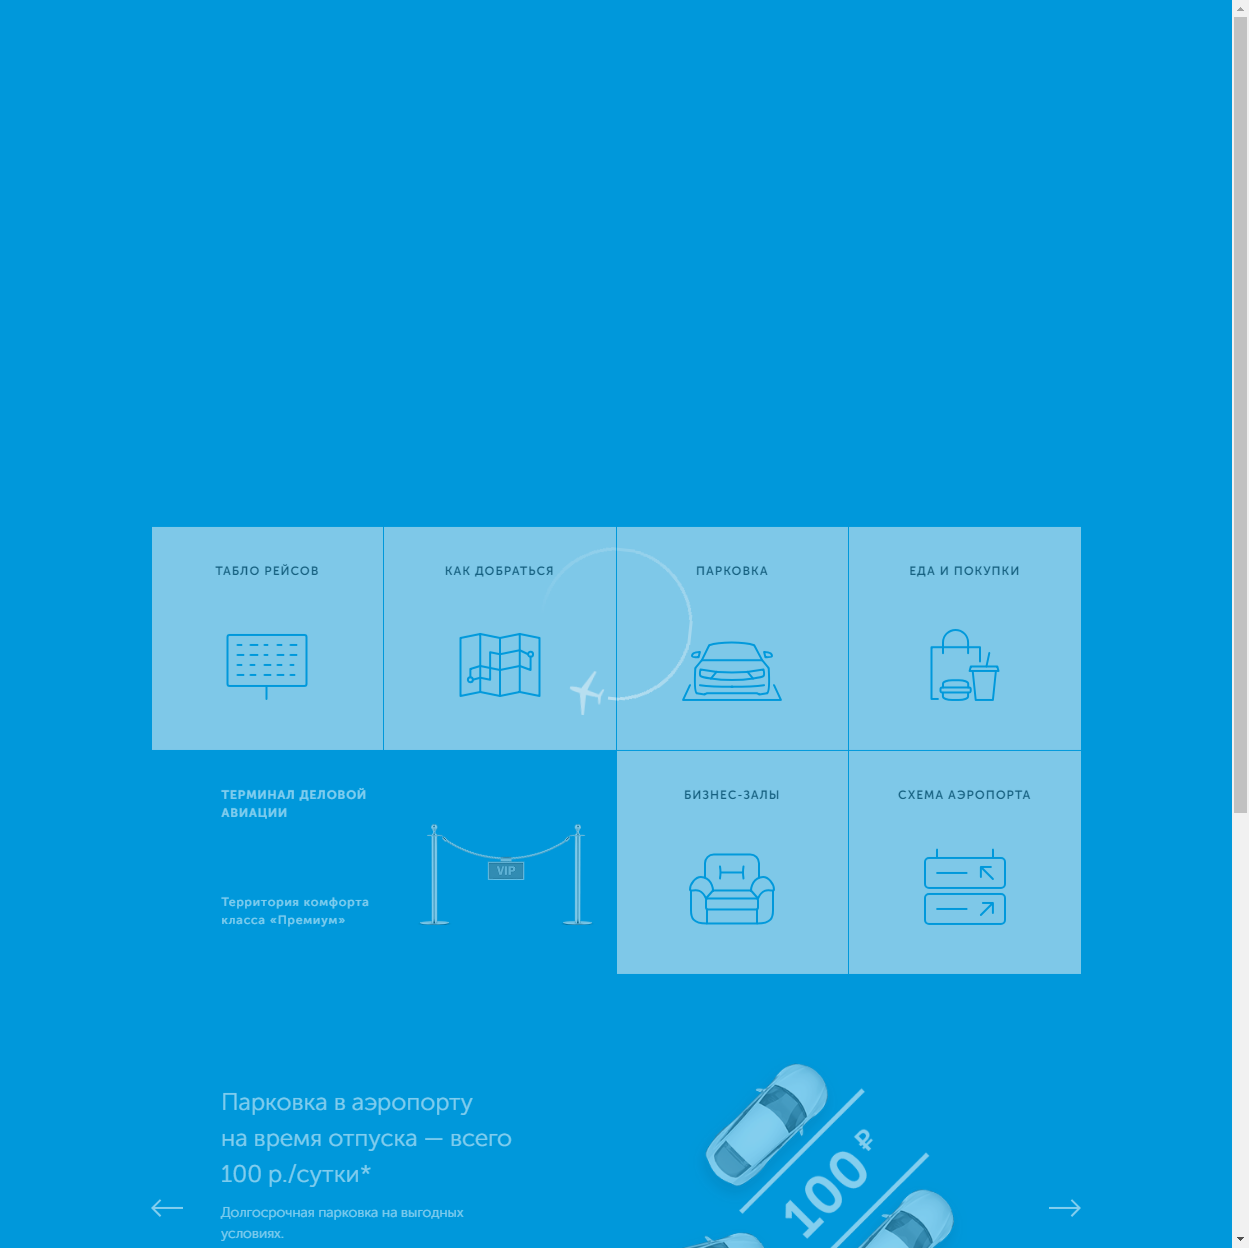 ТАБЛО РЕЙСОВ
КАК ДОБРАТЬСЯ
ПАРКОВКА
ЕДА И ПОКУПКИ
ТЕРМИНАЛ ДЕЛОВОЙ
АВИАЦИИ
VIP
Территория комфорта
класса «Премиум»
БИЗНЕС-ЗАЛЫ
СХЕМА АЭРОПОРТА
Парковка в аэропорту
на время отпуска — всего
100 р./сутки*
Долгосрочная парковка на выгодных
условиях.
100 ₽